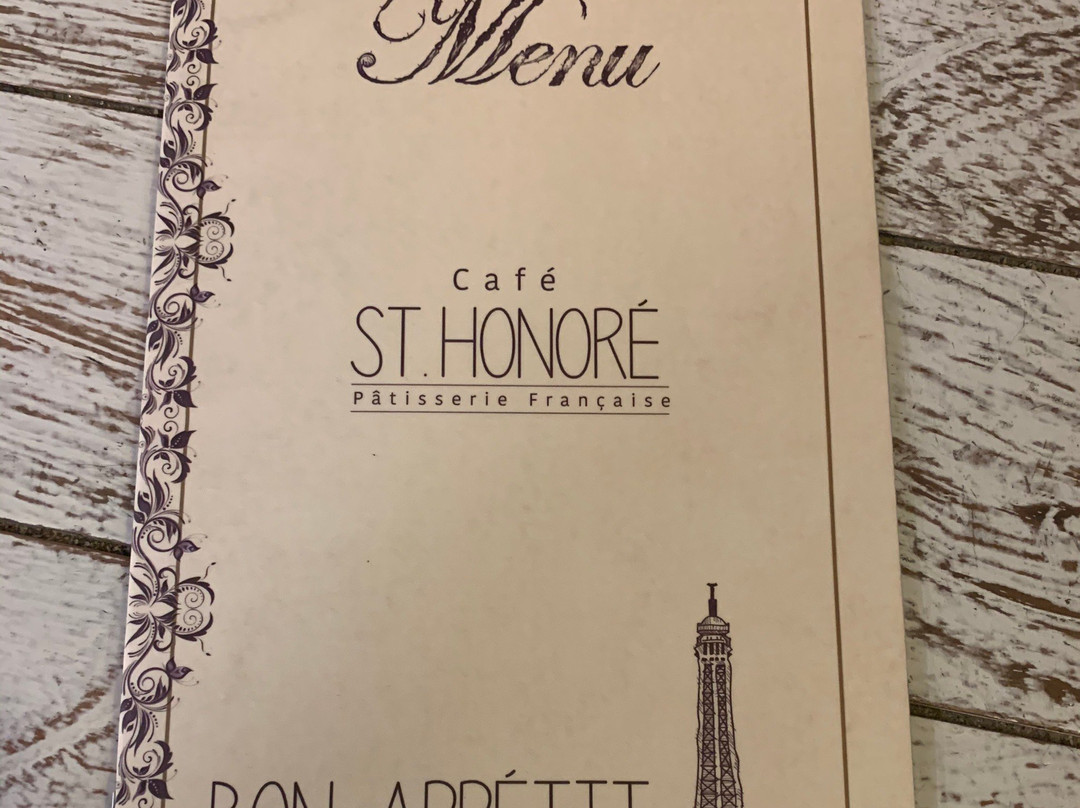 Menu
Café
ST. HONORÉ
Pâtisserie Française
BON APPÉTIT